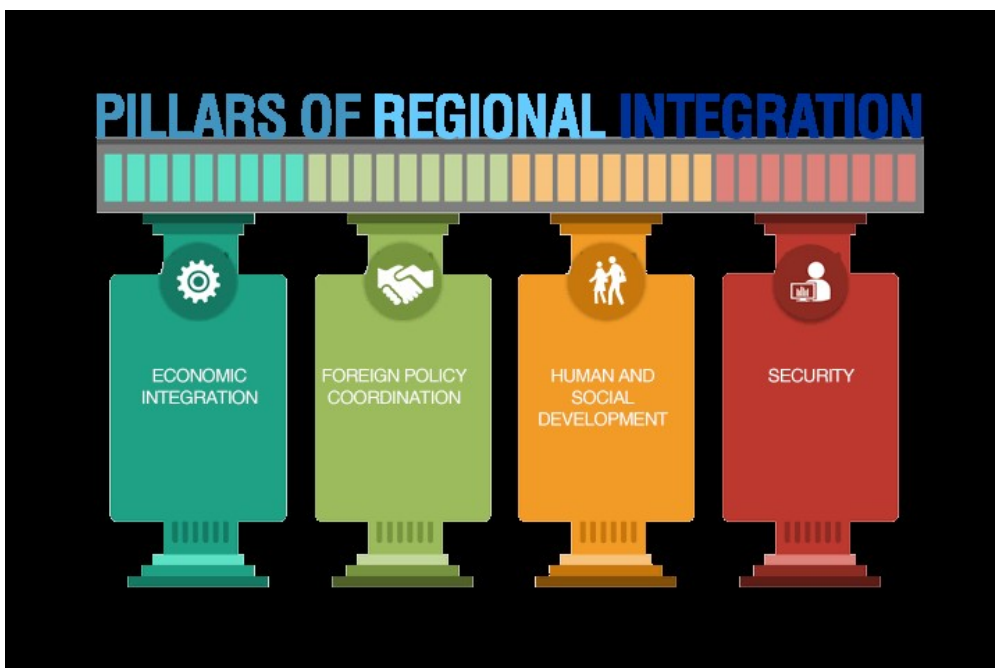 PILLARS OF REGIONAL INTEGRATION
ECONOMIC
INTEGRATION
FOREIGN POLICY
COORDINATION
HUMAN AND
SOCIAL
DEVELOPMENT
SECURITY